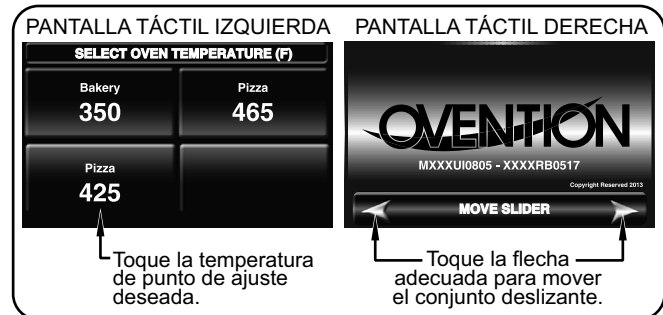 PANTALLA TÁCTIL IZQUIERDA
SELECT OVEN TEMPERATURE (F)
Bakery
350
Pizza
465
Pizza
425
Toque la temperatura
de punto de ajuste
deseada.
PANTALLA TÁCTIL DERECHA
OVENTION
MXXXUI0805 - XXXXRB0517
Copyright Reserved 2013
MOVE SLIDER
Toque la flecha
adecuada para mover
el conjunto deslizante.